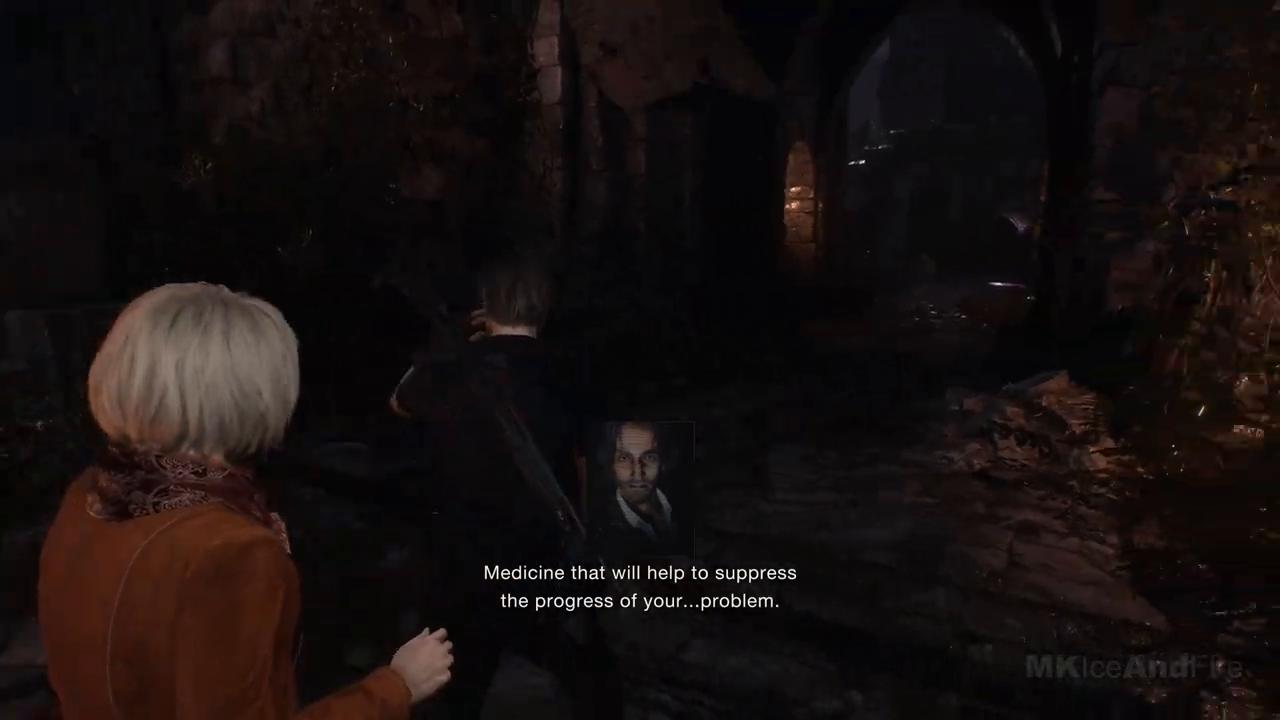 Medicine that will help to suppress
the progress of your...problem.
MKIceAndFire